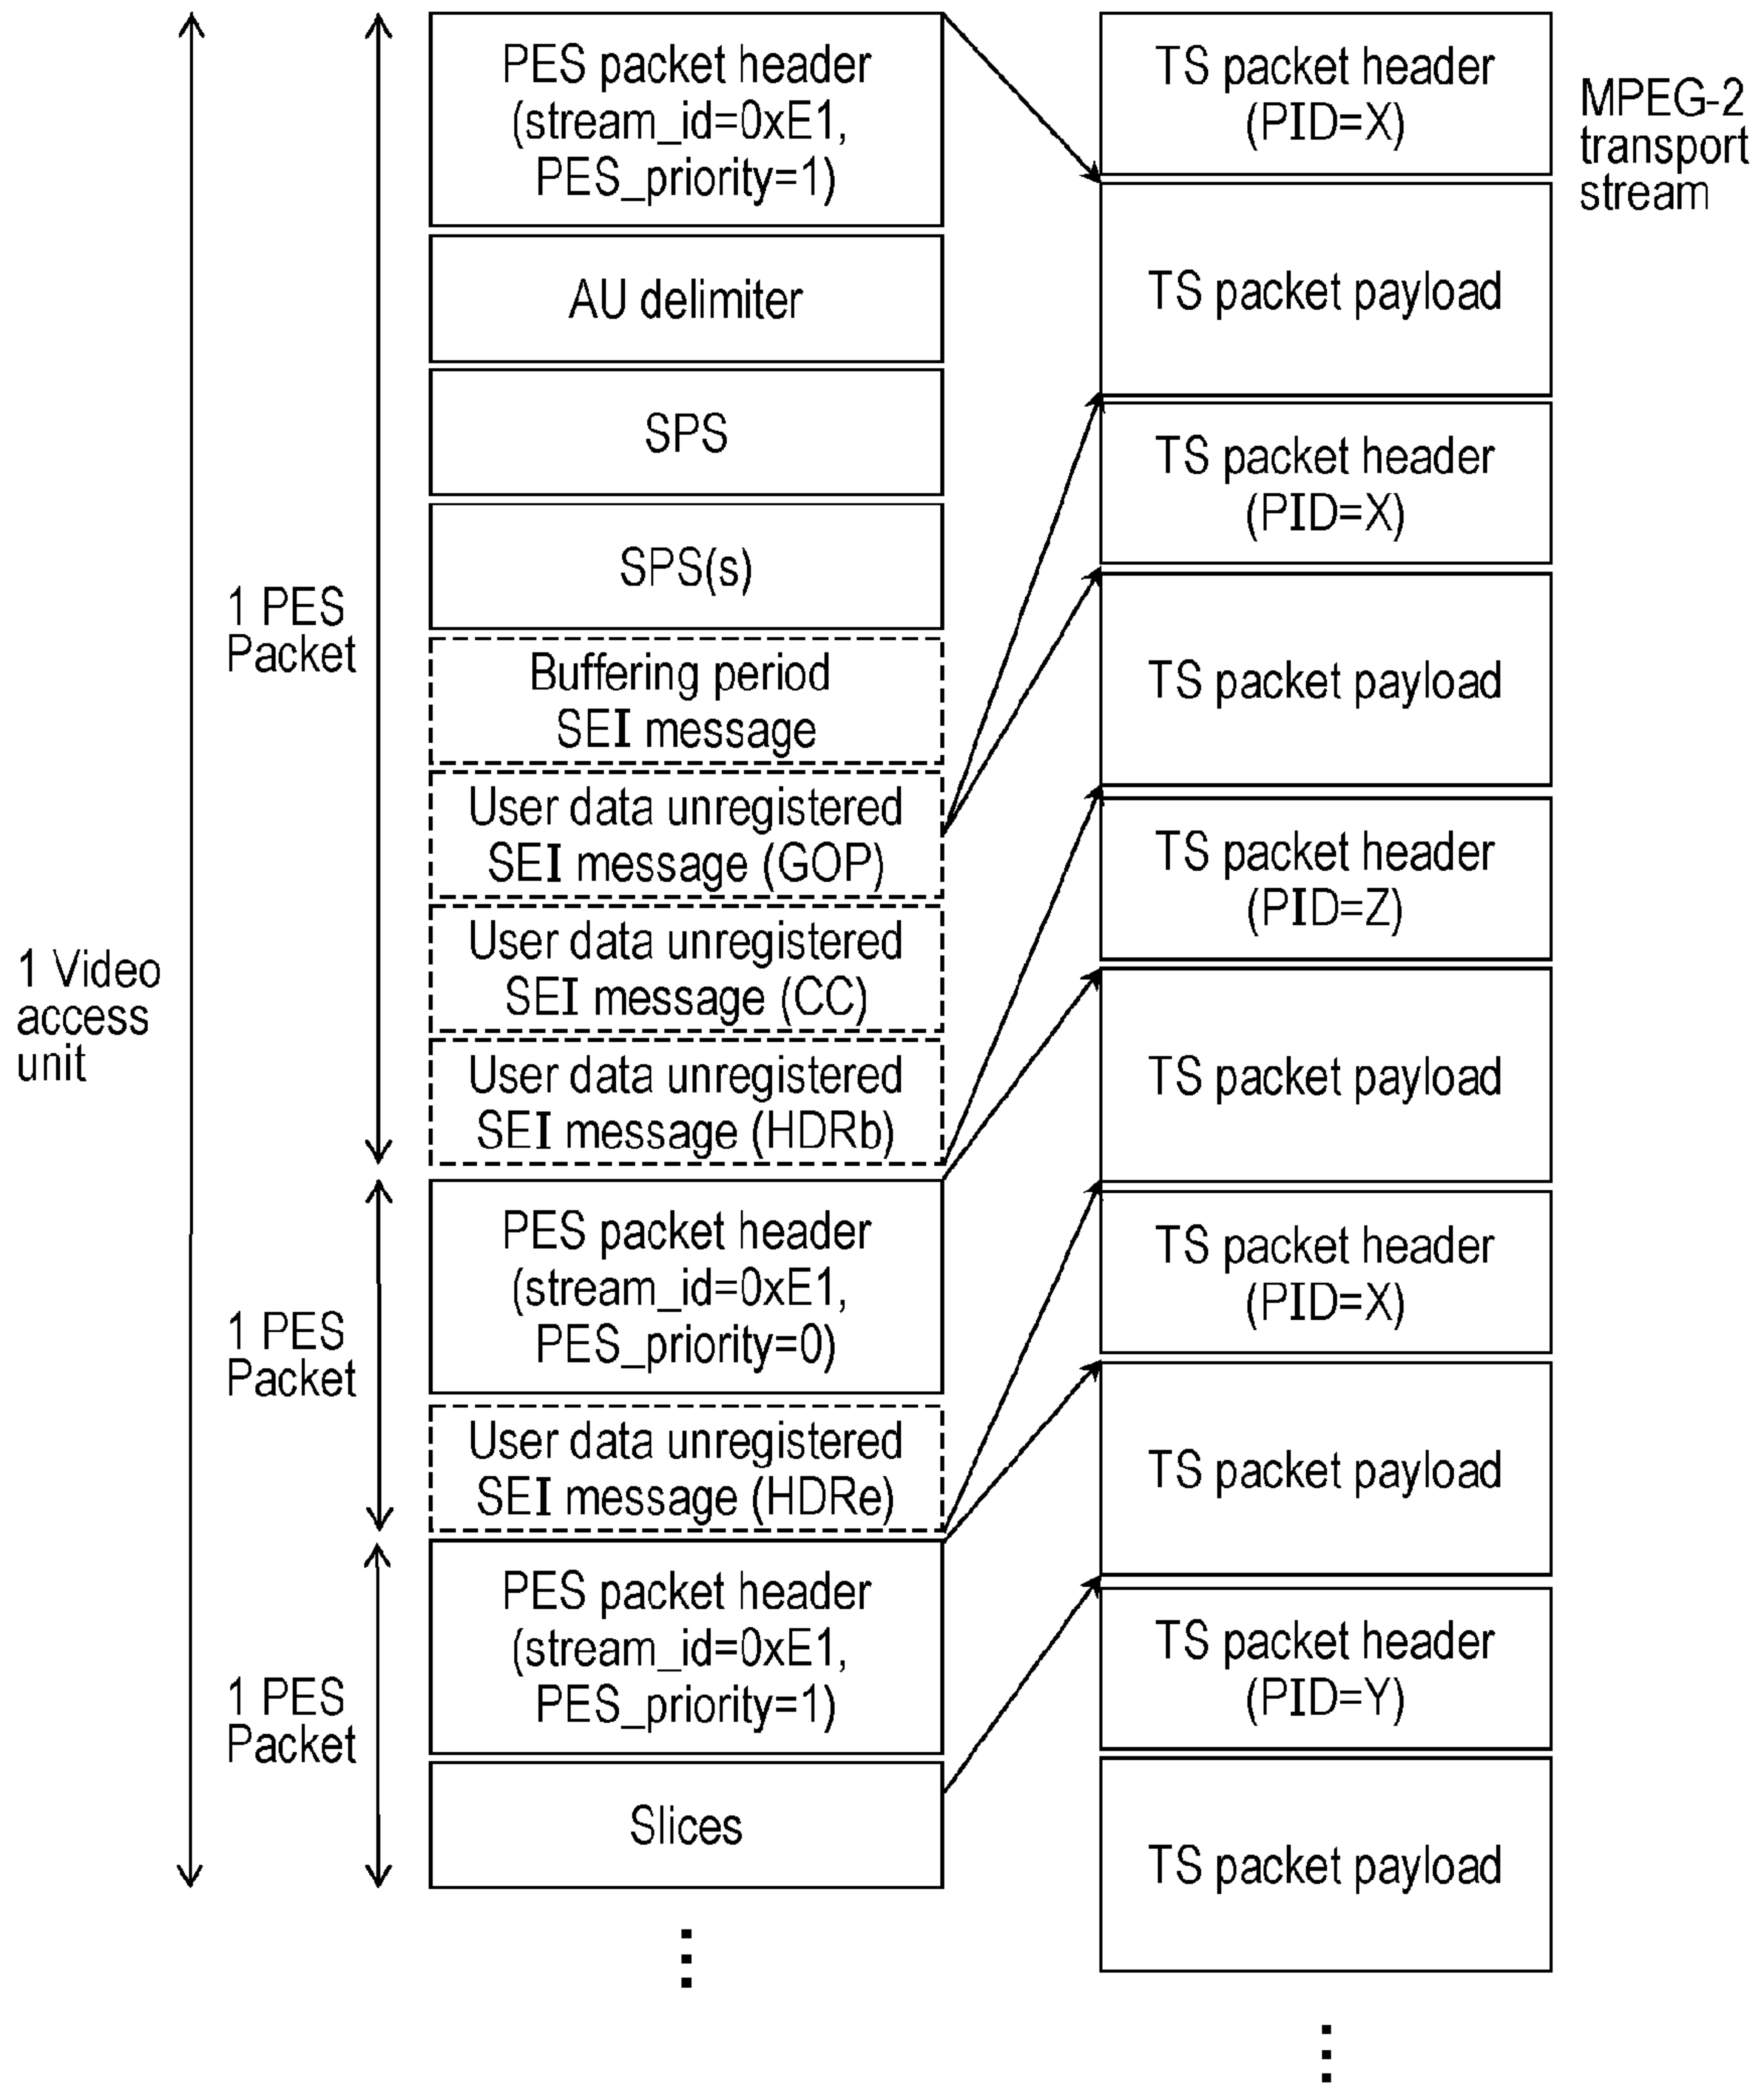 1 Video
access
unit
1 PES
Packet
1 PES
Packet
1 PES
Packet
PES packet header
(stream_id=0xE1,
PES_priority=1)
AU delimiter
SPS
SPS(s)
Buffering period
SEI message
User data unregistered
SEI message (GOP)
User data unregistered
SEI message (CC)
User data unregistered
SEI message (HDRb)
PES packet header
(stream_id=0xE1,
PES_priority=0)
User data unregistered
SEI message (HDRe)
PES packet header
(stream_id=0xE1,
PES_priority=1)
Slices
TS packet header
(PID=X)
TS packet payload
TS packet header
(PID=X)
TS packet payload
TS packet header
(PID=Z)
TS packet payload
TS packet header
(PID=X)
TS packet payload
TS packet header
(PID=Y)
TS packet payload
MPEG-2
transport
stream